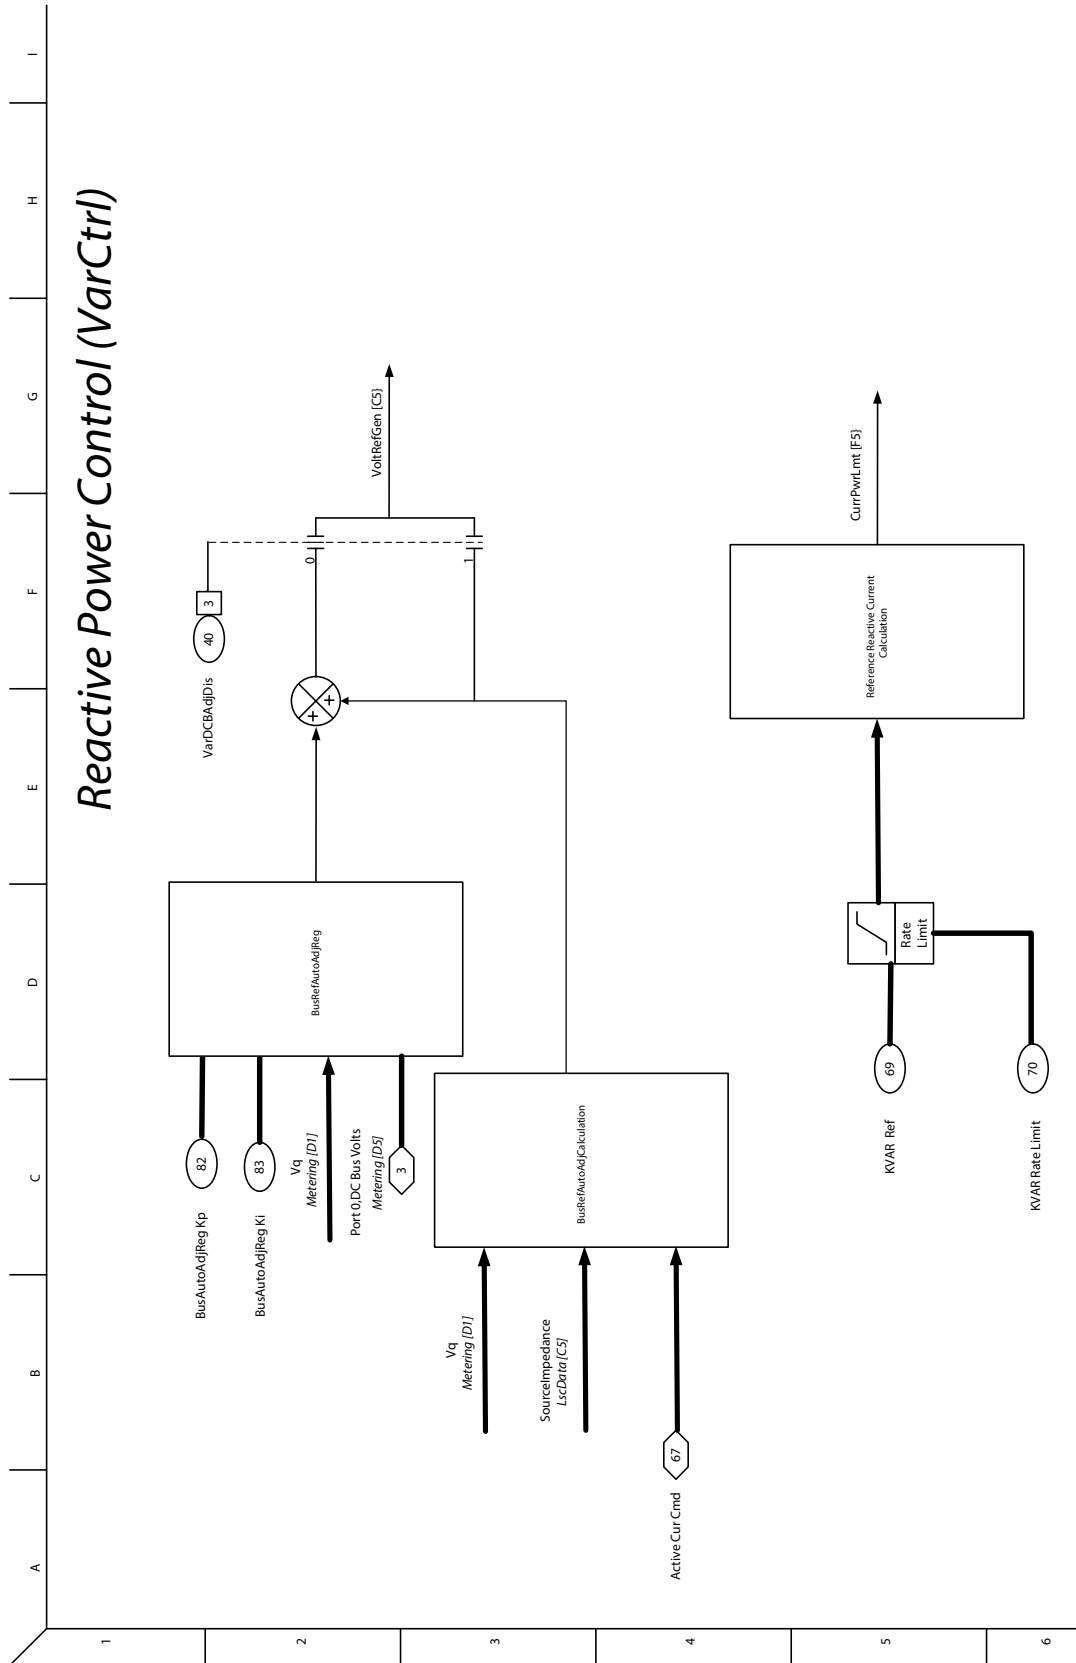 A
B
C
D
E
F
G
H
I
1
2
3
4
5
6
Reactive Power Control (VarCtrl)
VarDCBAdjDis
40
3
BusAutoAdjReg Kp
82
BusAutoAdjReg Ki
83
Vq
Metering [D1]
Port 0,DC Bus Volts
Metering [D5]
3
BusRefAutoAdjReg
+
+
0
1
VoltRefGen [C5}
Vq
Metering [D1]
SourceImpedance
LscData [C5]
Active Cur Cmd
67
BusRefAutoAdjCalculation
KVAR Ref
69
KVAR Rate Limit
70
Rate
Limit
Reference Reactive Current
Calculation
CurrPwrLmt [F5}